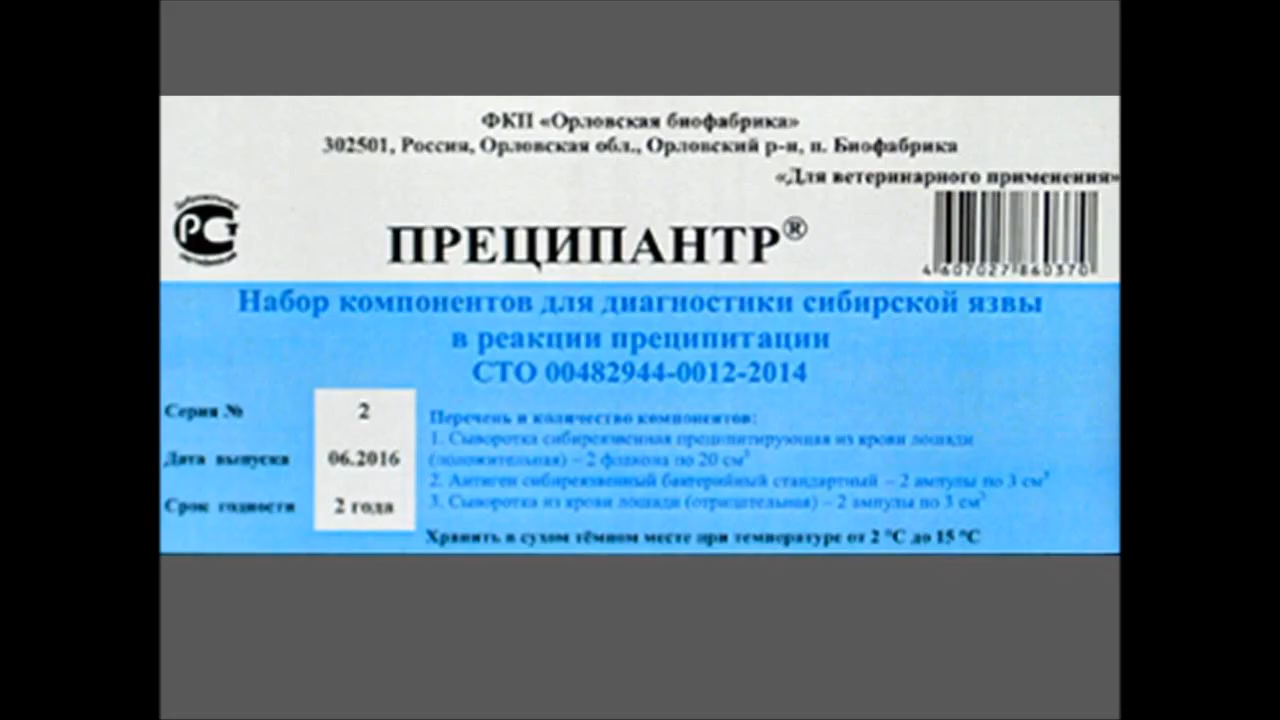 ФКП «Орловская биофабрика»
302501, Россия, Орловская обл., Орловский р-н, п. Биофабрика
«Для ветеринарного применения»
РСТ
ПРЕЦИПАНТР®
4 607027 860370
Набор компонентов для диагностики сибирской язвы
в реакции преципитации
СТО 00482944-0012-2014
Серия № 2
Дата выпуска 06.2016
Срок годности 2 года
Перечень и количество компонентов:
1. Сыворотка сибиреязвенная преципитирующая из крови лошади
(положительная) – 2 флакона по 20 см³
2. Антиген сибиреязвенный бактерийный стандартный – 2 ампулы по 3 см³
3. Сыворотка из крови лошади (отрицательная) – 2 ампулы по 3 см³
Хранить в сухом тёмном месте при температуре от 2 °С до 15 °С